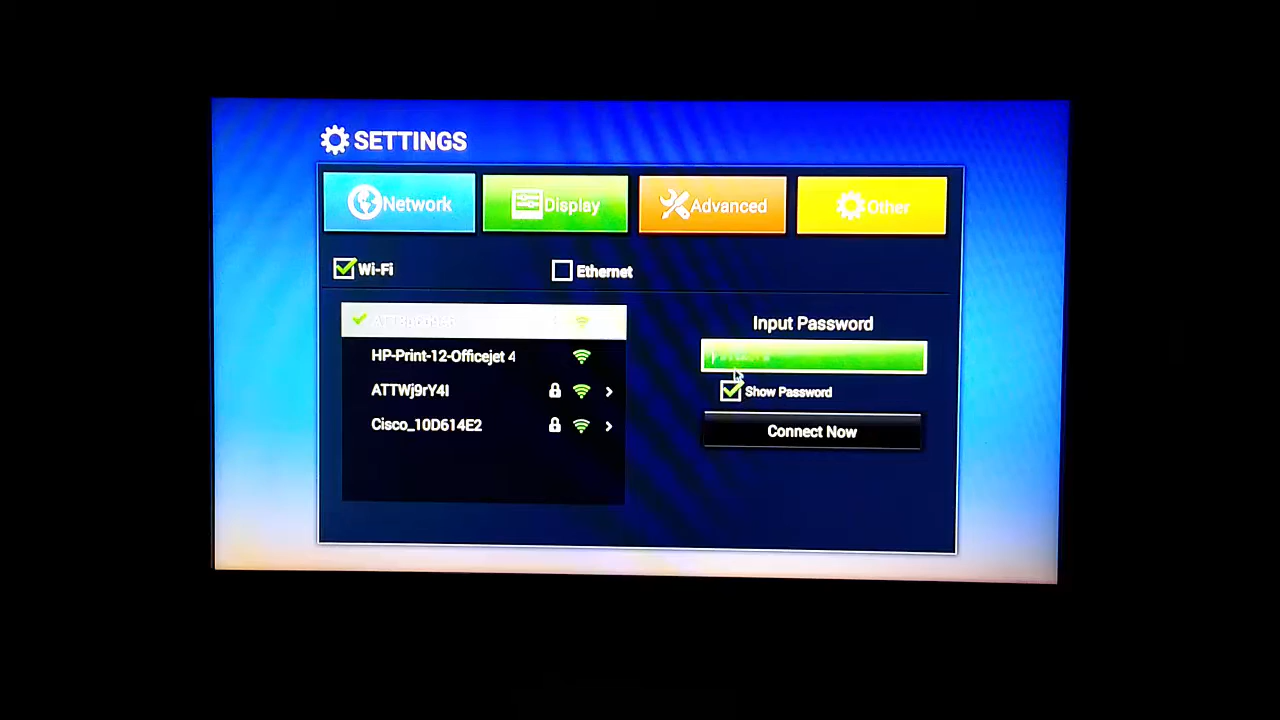 SETTINGS
Network Display Advanced Other
Wi-Fi Ethernet
Input Password
HP-Print-12-Officejet 4
ATTWj9rY4I
Show Password
Cisco_10D614E2
Connect Now